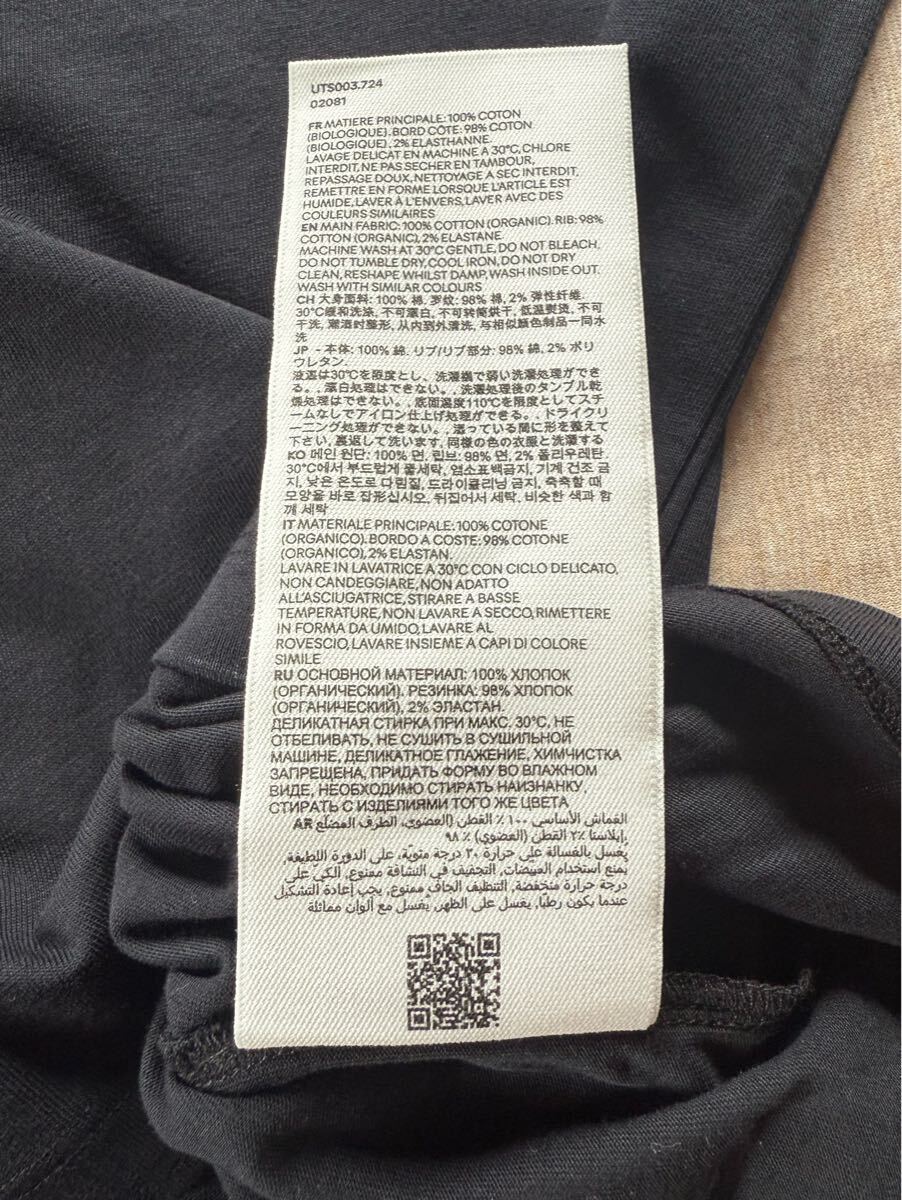 UTS003.724
02081
FR MATIERE PRINCIPALE: 100% COTON
(BIOLOGIQUE). BORD CÔTE: 98% COTON
(BIOLOGIQUE), 2% ELASTHANNE.
LAVAGE DELICAT EN MACHINE A 30°C, CHLORE
INTERDIT, NE PAS SECHER EN TAMBOUR,
REPASSAGE DOUX, NETTOYAGE A SEC INTERDIT,
REMETTRE EN FORME LORSQUE L'ARTICLE EST
HUMIDE, LAVER À L'ENVERS, LAVER AVEC DES
COULEURS SIMILAIRES
EN MAIN FABRIC: 100% COTTON (ORGANIC). RIB: 98%
COTTON (ORGANIC), 2% ELASTANE.
MACHINE WASH AT 30°C GENTLE, DO NOT BLEACH,
DO NOT TUMBLE DRY, COOL IRON, DO NOT DRY
CLEAN, RESHAPE WHILST DAMP, WASH INSIDE OUT,
WASH WITH SIMILAR COLOURS
CH 大身面料: 100% 棉. 罗纹: 98% 棉, 2% 弹性纤维.
30°C缓和洗涤, 不可漂白, 不可转筒烘干, 低温熨烫, 不可
干洗, 潮湿时整形, 从内到外清洗, 与相似颜色制品一同水
洗
JP - 本体: 100% 綿. リブ/リブ部分: 98% 綿, 2% ポリ
ウレタン.
液温は30℃を限度とし、洗濯機で弱い洗濯処理ができ
る。, 漂白処理はできない。, 洗濯処理後のタンブル乾
燥処理はできない。, 底面温度110℃を限度としてスチ
ームなしでアイロン仕上げ処理ができる。, ドライクリ
ーニング処理ができない。, 湿っている間に形を整えて
下さい, 裏返して洗います, 同様の色の衣服と洗濯する
KO 메인 원단: 100% 면. 립브: 98% 면, 2% 폴리우레탄.
30°C에서 부드럽게 물세탁, 염소표백금지, 기계 건조 금
지, 낮은 온도로 다림질, 드라이클리닝 금지, 축축할 때
모양을 바로 잡형십시오, 뒤집어서 세탁, 비슷한 색과 함
께 세탁
IT MATERIALE PRINCIPALE: 100% COTONE
(ORGANICO). BORDO A COSTE: 98% COTONE
(ORGANICO), 2% ELASTAN.
LAVARE IN LAVATRICE A 30°C CON CICLO DELICATO,
NON CANDEGGIARE, NON ADATTO
ALL'ASCIUGATRICE, STIRARE A BASSE
TEMPERATURE, NON LAVARE A SECCO, RIMETTERE
IN FORMA DA UMIDO, LAVARE AL
ROVESCIO, LAVARE INSIEME A CAPI DI COLORE
SIMILE
RU ОСНОВНОЙ МАТЕРИАЛ: 100% ХЛОПОК
(ОРГАНИЧЕСКИЙ). РЕЗИНКА: 98% ХЛОПОК
(ОРГАНИЧЕСКИЙ), 2% ЭЛАСТАН.
ДЕЛИКАТНАЯ СТИРКА ПРИ МАКС. 30°C, НЕ
ОТБЕЛИВАТЬ, НЕ СУШИТЬ В СУШИЛЬНОЙ
МАШИНЕ, ДЕЛИКАТНОЕ ГЛАЖЕНИЕ, ХИМЧИСТКА
ЗАПРЕЩЕНА, ПРИДАТЬ ФОРМУ ВО ВЛАЖНОМ
ВИДЕ, НЕОБХОДИМО СТИРАТЬ НАИЗНАНКУ,
СТИРАТЬ С ИЗДЕЛИЯМИ ТОГО ЖЕ ЦВЕТА
القماش الأساسي ١٠٠ ٪ القطن (العضوي, الطرف المضلع AR
إيلاستا ٢٪ القطن (العضوي) ٩٨ ٪,
يُغسل بالغسالة على حرارة ٣٠ درجة مئوية, على الدورة اللطيفة,
يمنع استخدام المبيضات, التجفيف في النشافة ممنوع, الكي على
درجة حرارة منخفضة, التنظيف الجاف ممنوع, يجب إعادة التشكيل
عندما يكون رطبا, يغسل على الظهر, يُغسل مع ألوان مماثلة